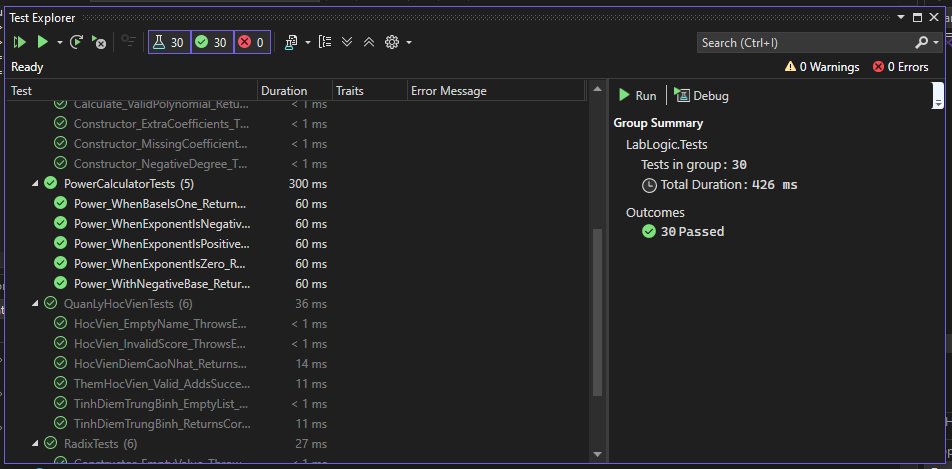 Test Explorer
30 30 0
Search (Ctrl+I)
Ready
0 Warnings 0 Errors
Test Duration Traits Error Message
Calculate_ValidPolynomial_Retu... < 1 ms
Constructor_ExtraCoefficients_T... < 1 ms
Constructor_MissingCoefficient... < 1 ms
Constructor_NegativeDegree_T... < 1 ms
PowerCalculatorTests (5) 300 ms
Power_WhenBaseIsOne_Return... 60 ms
Power_WhenExponentIsNegativ... 60 ms
Power_WhenExponentIsPositive... 60 ms
Power_WhenExponentIsZero_R... 60 ms
Power_WithNegativeBase_Retur... 60 ms
QuanLyHocVienTests (6) 36 ms
HocVien_EmptyName_ThrowsE... < 1 ms
HocVien_InvalidScore_ThrowsE... < 1 ms
HocVienDiemCaoNhat_Returns... 14 ms
ThemHocVien_Valid_AddsSucce... 11 ms
TinhDiemTrungBinh_EmptyList_... < 1 ms
TinhDiemTrungBinh_ReturnsCor... 11 ms
RadixTests (6) 27 ms
Constructor_Empty_Value_Throw... < 1 ms
Run Debug
Group Summary
LabLogic.Tests
Tests in group: 30
Total Duration: 426 ms
Outcomes
30 Passed